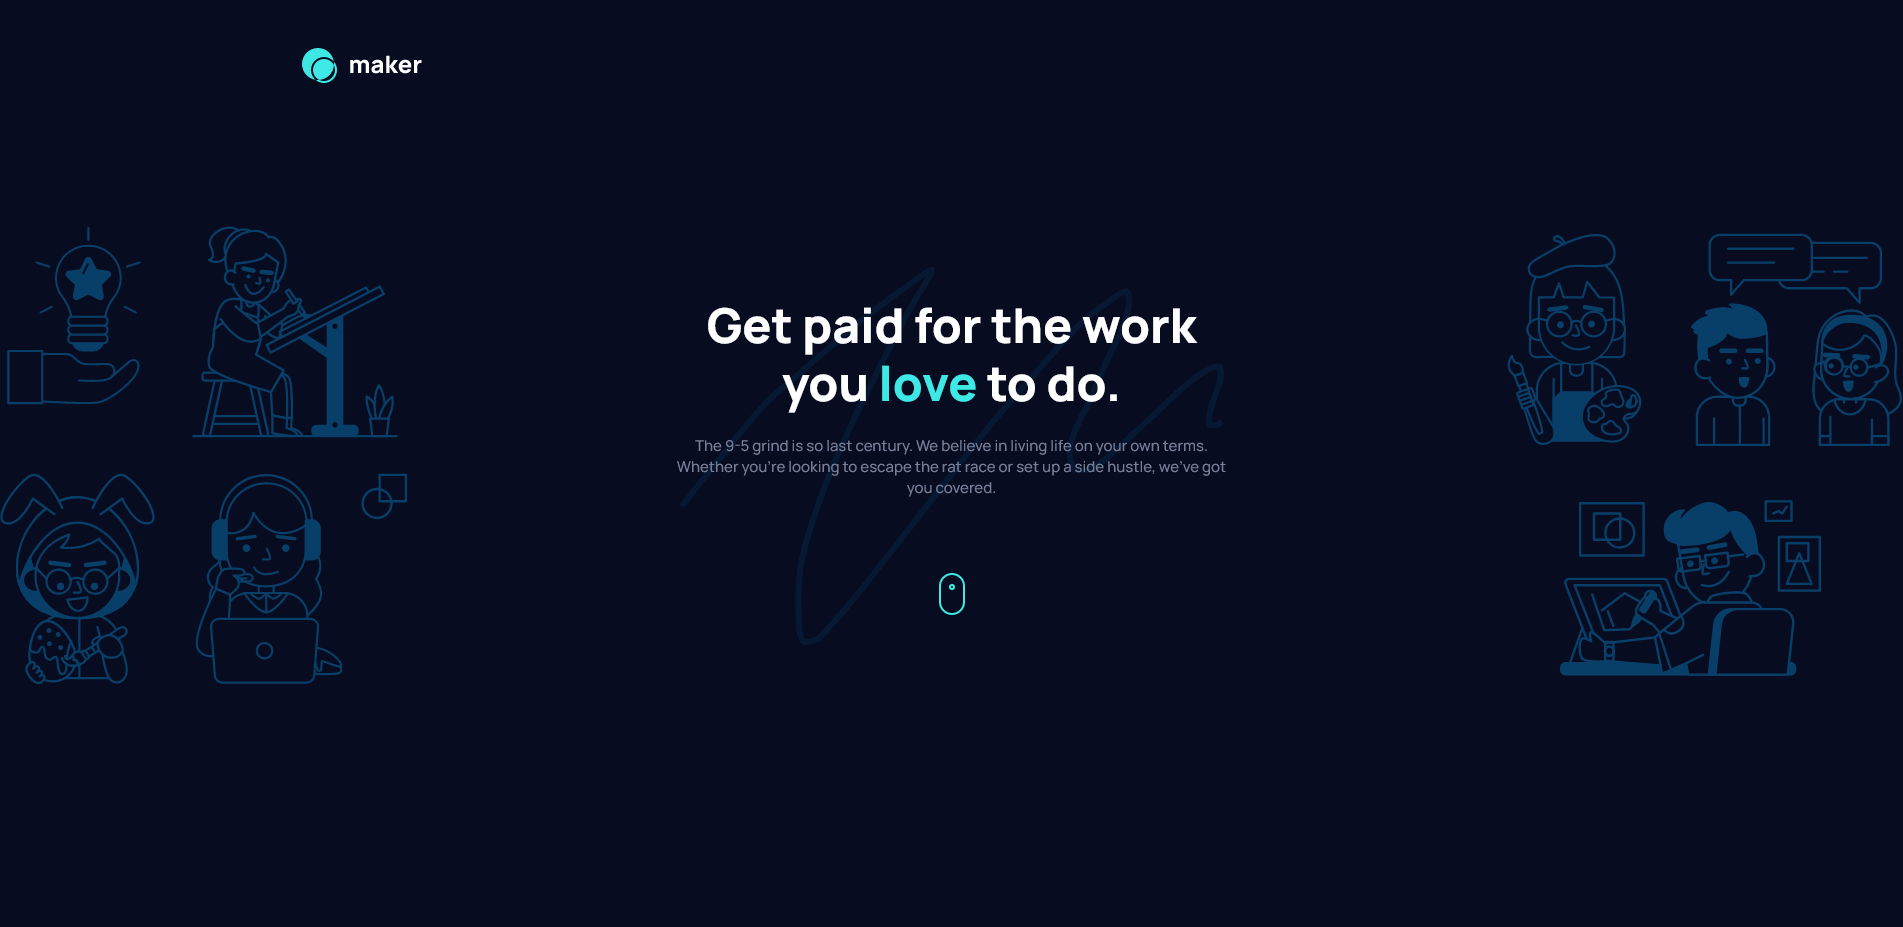 maker
Get paid for the work
you love to do.
The 9-5 grind is so last century. We believe in living life on your own terms.
Whether you’re looking to escape the rat race or set up a side hustle, we’ve got
you covered.